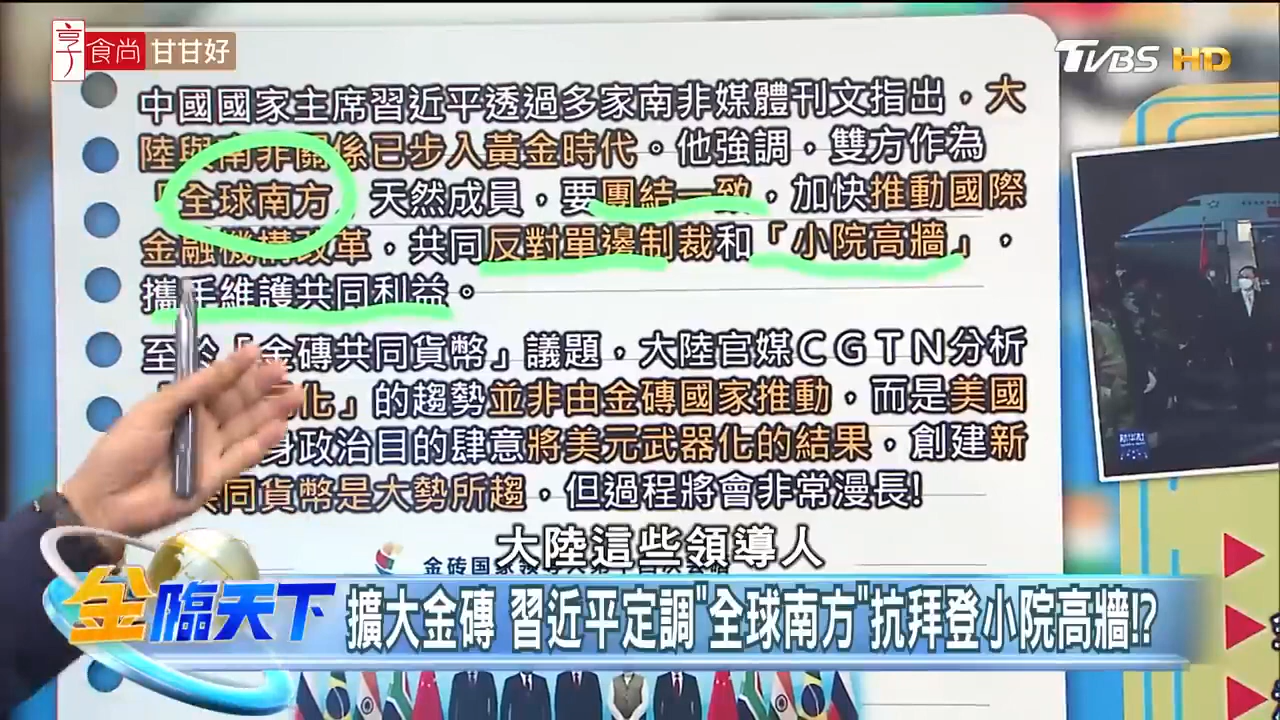 享
食尚
甘甘好
TVBS HD
中國國家主席習近平透過多家南非媒體刊文指出，大
陸與南非關係已步入黃金時代。他強調，雙方作為
「全球南方」天然成員，要團結一致，加快推動國際
金融機構改革，共同反對單邊制裁和「小院高牆」，
攜手維護共同利益。
至於「金磚共同貨幣」議題，大陸官媒ＣＧＴＮ分析
化」的趨勢並非由金磚國家推動，而是美國
身政治目的肆意將美元武器化的結果，創建新
共同貨幣是大勢所趨，但過程將會非常漫長!
大陸這些領導人
金砖国家
金臨天下
擴大金磚 習近平定調"全球南方"抗拜登小院高牆!?